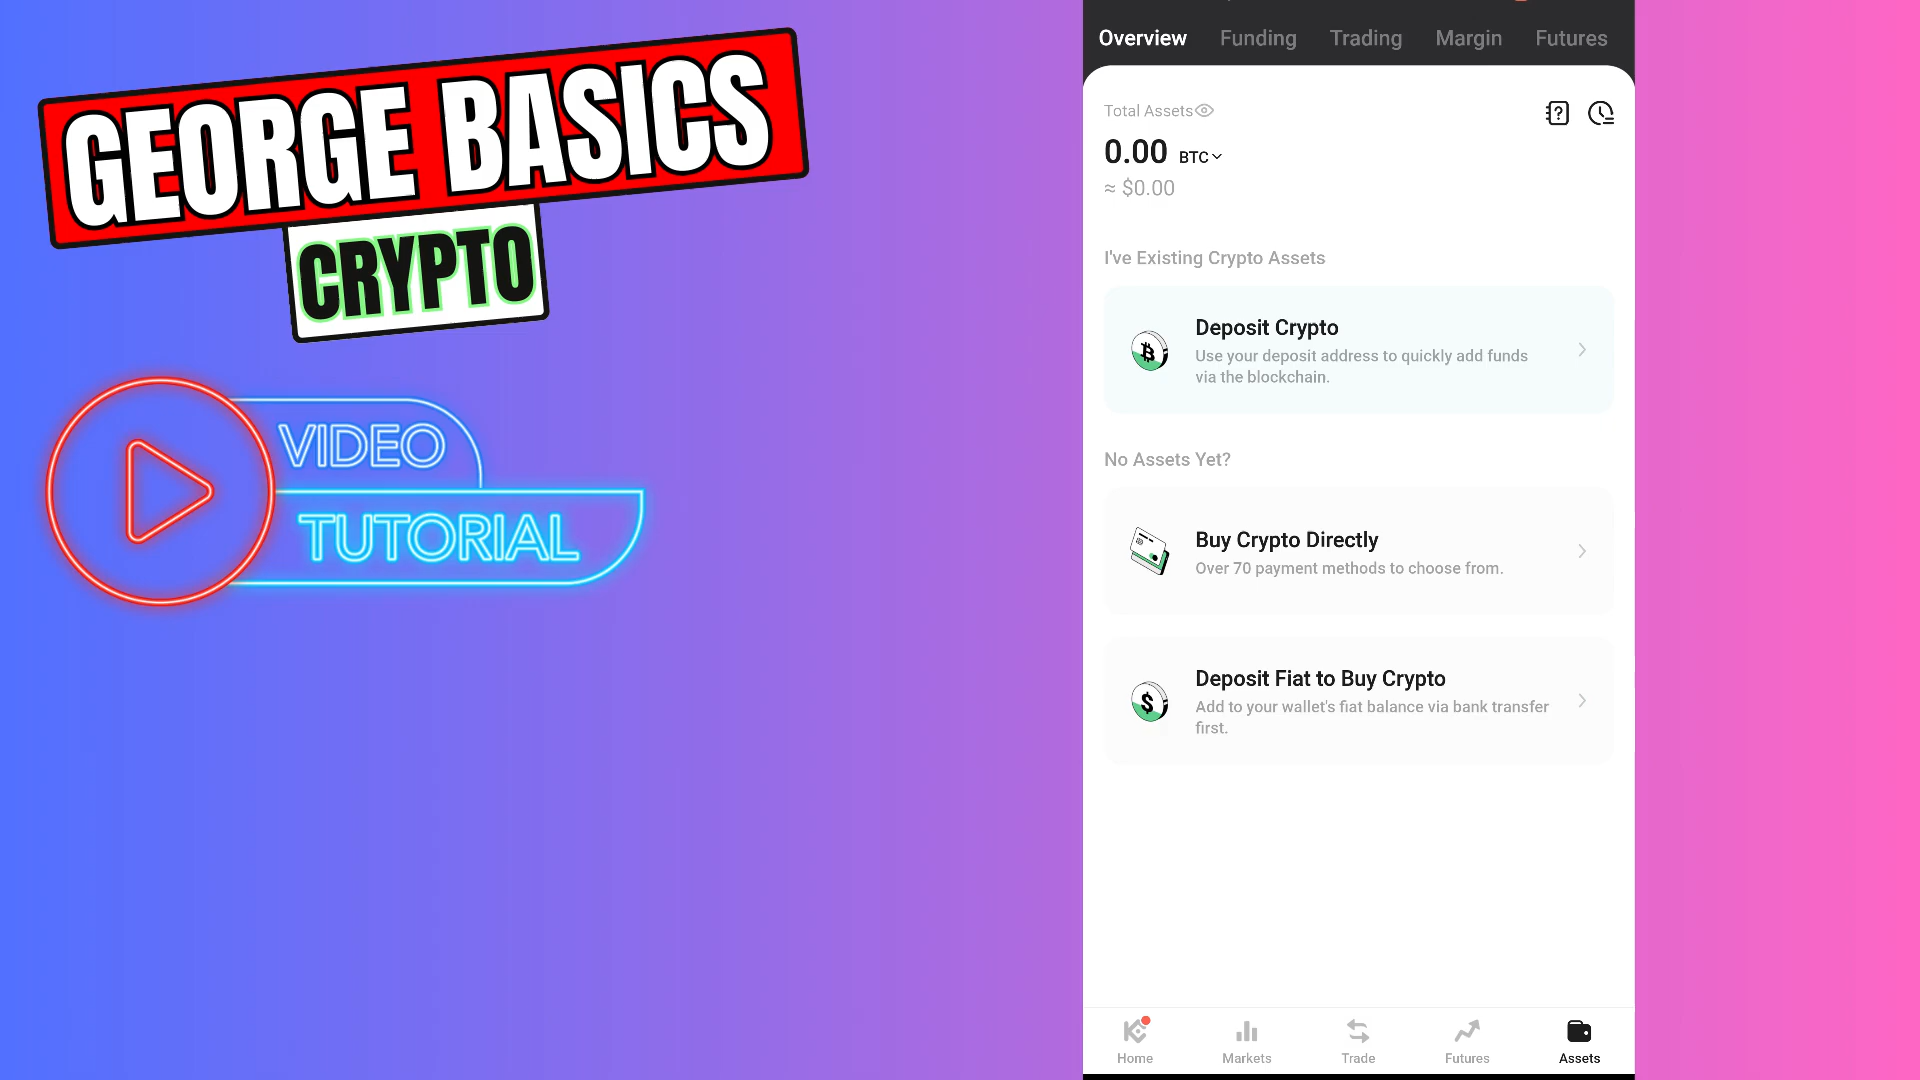 GEORGE BASICS
CRYPTO
VIDEO
TUTORIAL
Overview Funding Trading Margin Futures
Total Assets
0.00 BTC
≈ $0.00
I've Existing Crypto Assets
Deposit Crypto
Use your deposit address to quickly add funds
via the blockchain.
No Assets Yet?
Buy Crypto Directly
Over 70 payment methods to choose from.
Deposit Fiat to Buy Crypto
Add to your wallet's fiat balance via bank transfer
first.
Home Markets Trade Futures Assets